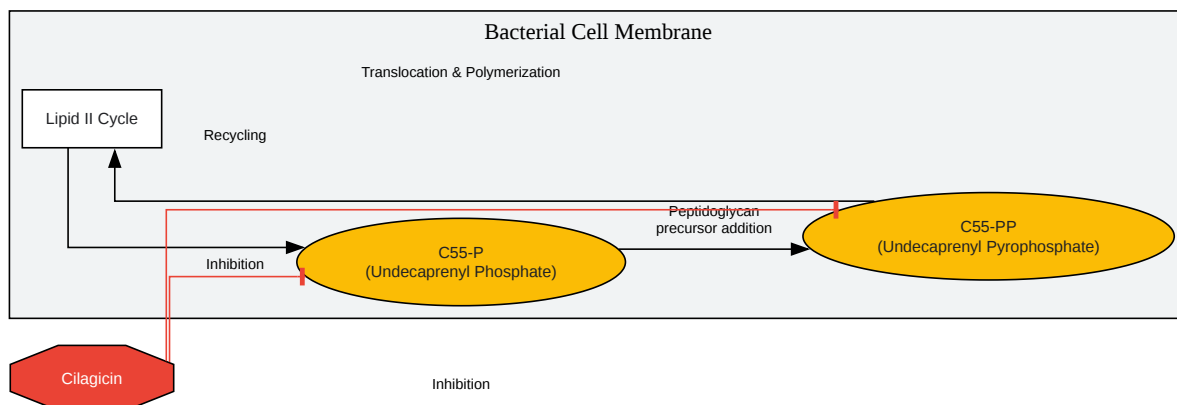 Bacterial Cell Membrane
Translocation & Polymerization
Lipid II Cycle
Recycling
Peptidoglycan
precursor addition
C55-PP
(Undecaprenyl Pyrophosphate)
C55-P
(Undecaprenyl Phosphate)
Inhibition
Cilagicin
Inhibition